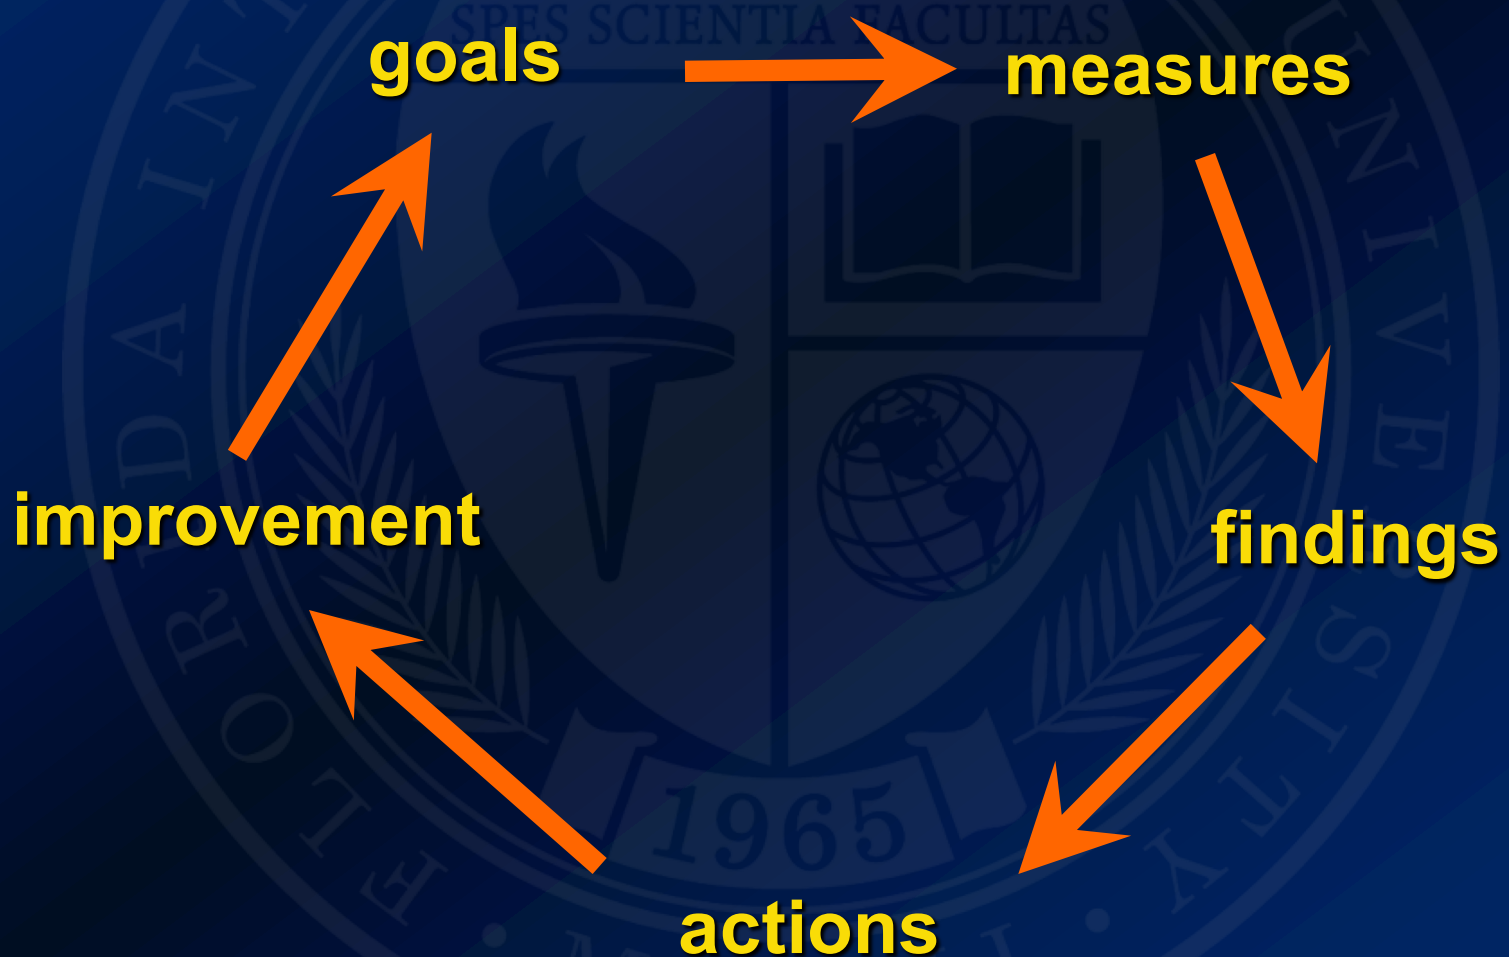 SPES SCIENTIA FACULTAS
goals
measures
improvement
findings
1965
actions